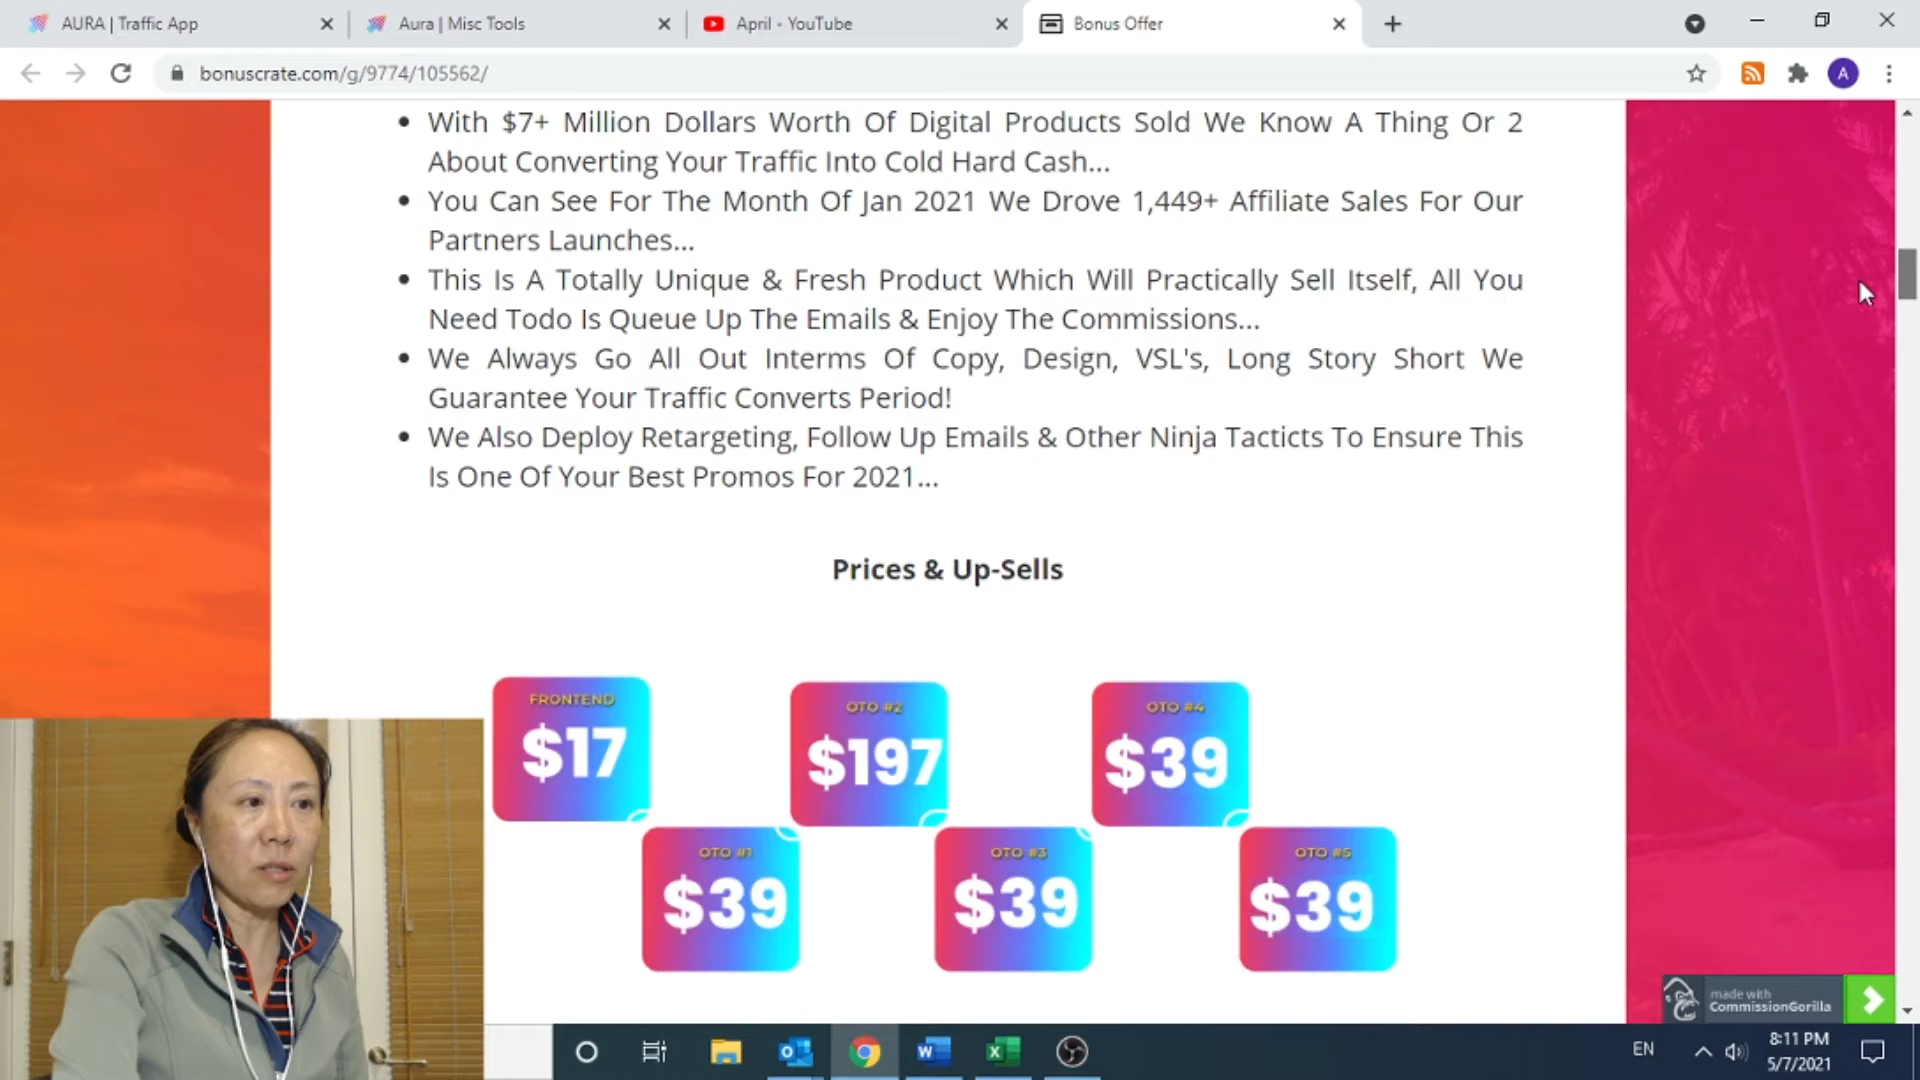 AURA | Traffic App
Aura | Misc Tools
April - YouTube
Bonus Offer
bonuscrate.com/g/9774/105562/
A
With $7+ Million Dollars Worth Of Digital Products Sold We Know A Thing Or 2
About Converting Your Traffic Into Cold Hard Cash...
You Can See For The Month Of Jan 2021 We Drove 1,449+ Affiliate Sales For Our
Partners Launches...
This Is A Totally Unique & Fresh Product Which Will Practically Sell Itself, All You
Need Todo Is Queue Up The Emails & Enjoy The Commissions...
We Always Go All Out Interms Of Copy, Design, VSL's, Long Story Short We
Guarantee Your Traffic Converts Period!
We Also Deploy Retargeting, Follow Up Emails & Other Ninja Tacticts To Ensure This
Is One Of Your Best Promos For 2021...
Prices & Up-Sells
FRONTEND
$17
OTO #2
$197
OTO #4
$39
OTO #1
$39
OTO #3
$39
OTO #5
$39
made with
CommissionGorilla
EN
8:11 PM
5/7/2021